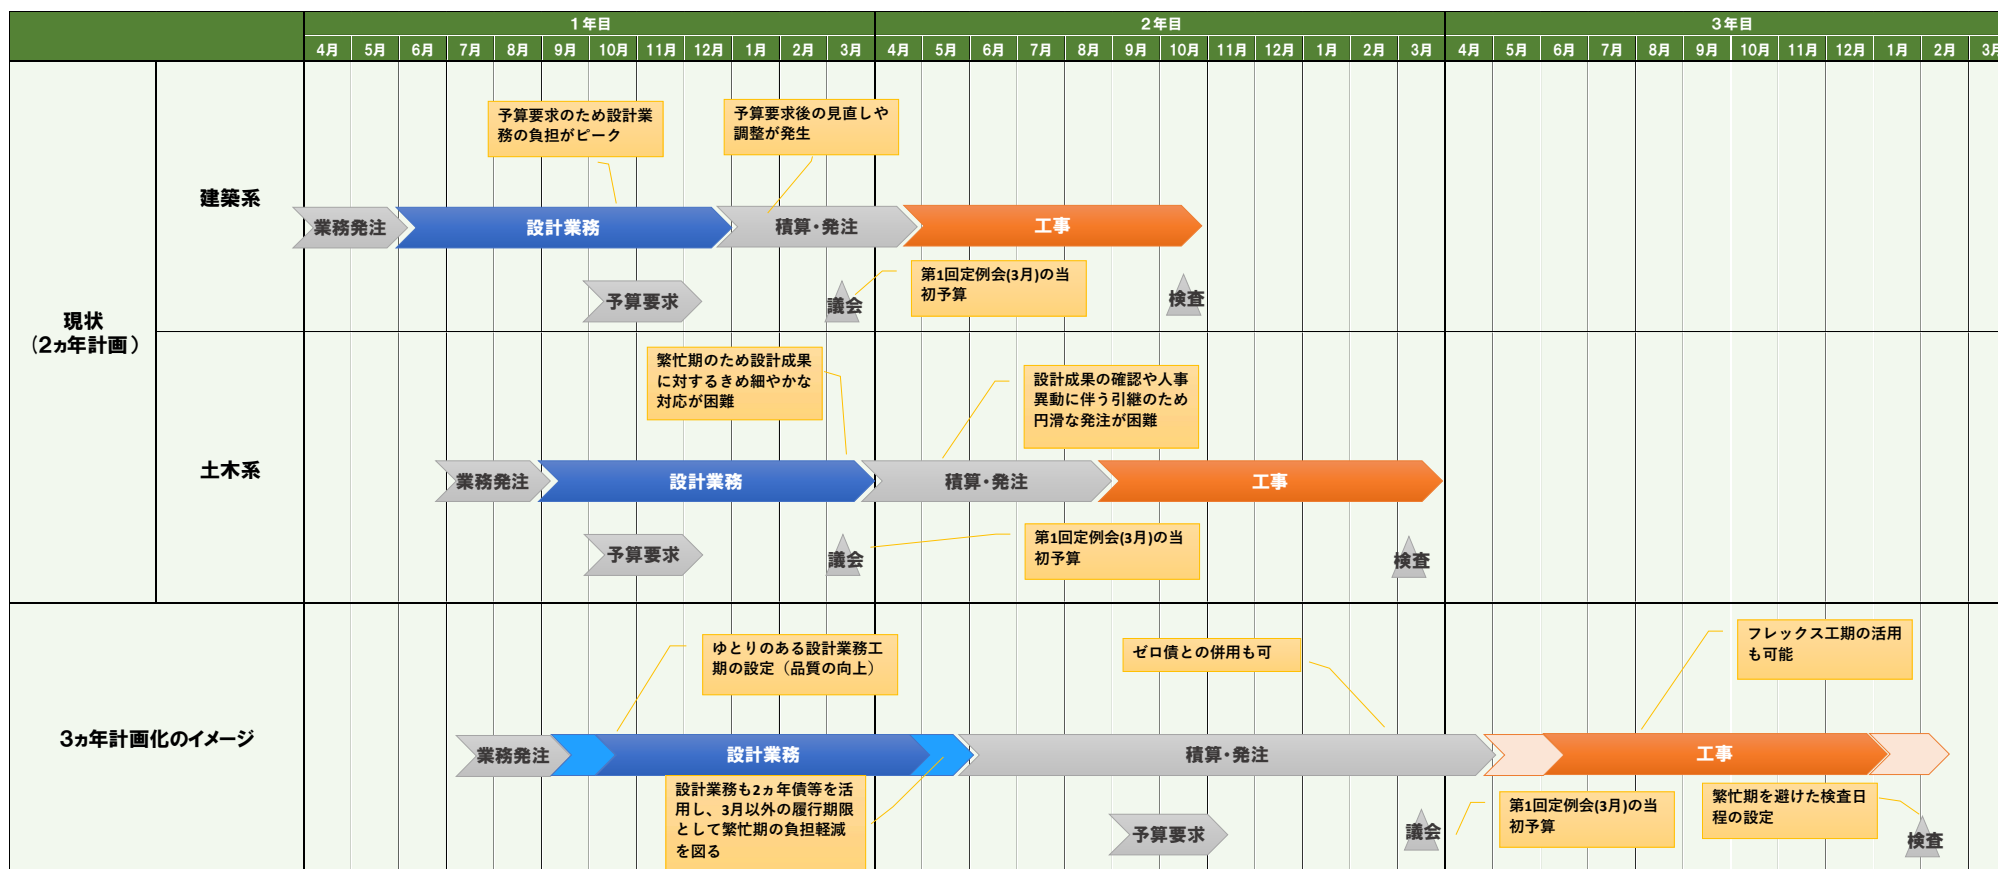 1年目
2年目
3年目
4月 5月 6月 7月 8月 9月 10月 11月 12月 1月 2月 3月 4月 5月 6月 7月 8月 9月 10月 11月 12月 1月 2月 3月 4月 5月 6月 7月 8月 9月 10月 11月 12月 1月 2月 3月
現状
（2ヵ年計画）
建築系
予算要求のため設計業
務の負担がピーク
予算要求後の見直しや
調整が発生
業務発注
設計業務
積算・発注
工事
予算要求
議会
第1回定例会(3月)の当
初予算
検査
土木系
繁忙期のため設計成果
に対するきめ細やかな
対応が困難
設計成果の確認や人事
異動に伴う引継のため
円滑な発注が困難
業務発注
設計業務
積算・発注
工事
予算要求
議会
第1回定例会(3月)の当
初予算
検査
3ヵ年計画化のイメージ
ゆとりのある設計業務工
期の設定（品質の向上）
ゼロ債との併用も可
フレックス工期の活用
も可能
業務発注
設計業務
積算・発注
工事
設計業務も2ヵ年債等を活
用し、3月以外の履行期限
として繁忙期の負担軽減
を図る
予算要求
議会
第1回定例会(3月)の当
初予算
繁忙期を避けた検査日
程の設定
検査